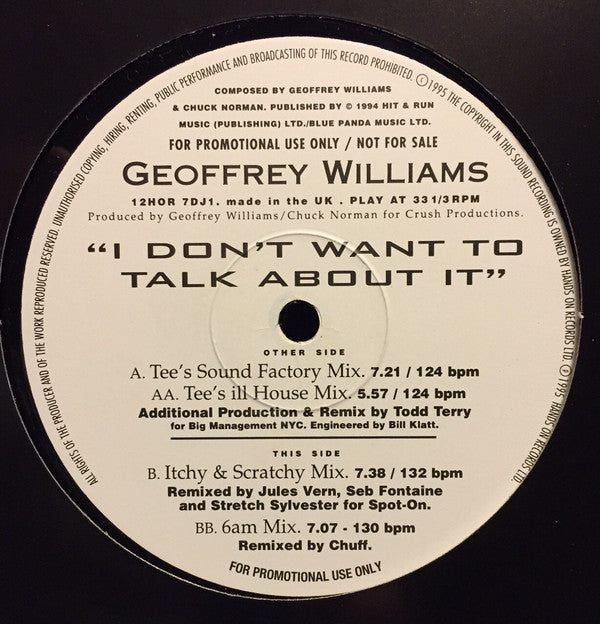 ALL RIGHTS OF THE PRODUCER AND OF THE WORK REPRODUCED RESERVED. UNAUTHORISED COPYING, HIRING, RENTING, PUBLIC PERFORMANCE AND BROADCASTING OF THIS RECORD PROHIBITED. ©1995 THE COPYRIGHT IN THIS SOUND RECORDING IS OWNED BY HANDS ON RECORDS LTD. ℗1995 HANDS ON RECORDS LTD.
COMPOSED BY GEOFFREY WILLIAMS
& CHUCK NORMAN. PUBLISHED BY © 1994 HIT & RUN
MUSIC (PUBLISHING) LTD./BLUE PANDA MUSIC LTD.
FOR PROMOTIONAL USE ONLY / NOT FOR SALE
GEOFFREY WILLIAMS
12HOR 7DJ1. made in the UK . PLAY AT 331/3RPM
Produced by Geoffrey Williams/Chuck Norman for Crush Productions.
“I DON'T WANT TO
TALK ABOUT IT”
OTHER SIDE
A. Tee's Sound Factory Mix. 7.21 / 124 bpm
AA. Tee's ill House Mix. 5.57 / 124 bpm
Additional Production & Remix by Todd Terry
for Big Management NYC. Engineered by Bill Klatt.
THIS SIDE
B. Itchy & Scratchy Mix. 7.38 / 132 bpm
Remixed by Jules Vern, Seb Fontaine
and Stretch Sylvester for Spot-On.
BB. 6am Mix. 7.07 - 130 bpm
Remixed by Chuff.
FOR PROMOTIONAL USE ONLY